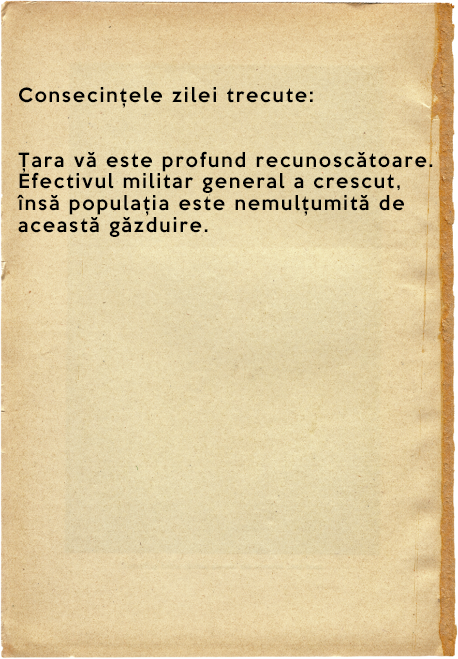 Consecințele zilei trecute:
Țara vă este profund recunoscătoare.
Efectivul militar general a crescut,
însă populația este nemulțumită de
această găzduire.